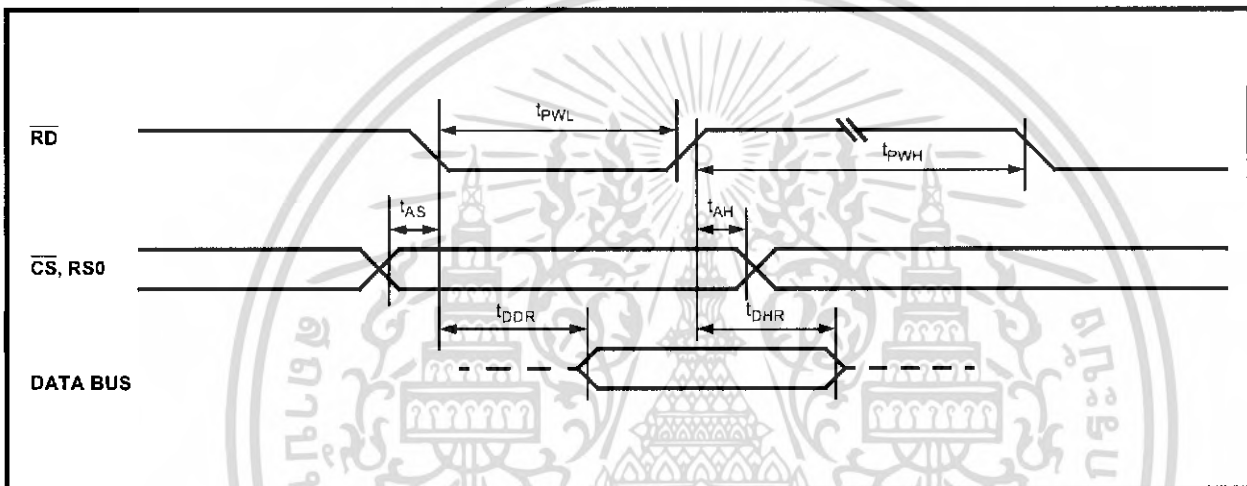 RD
tPWL
tPWH
tAS
tAH
CS, RS0
tDDR
tDHR
DATA BUS